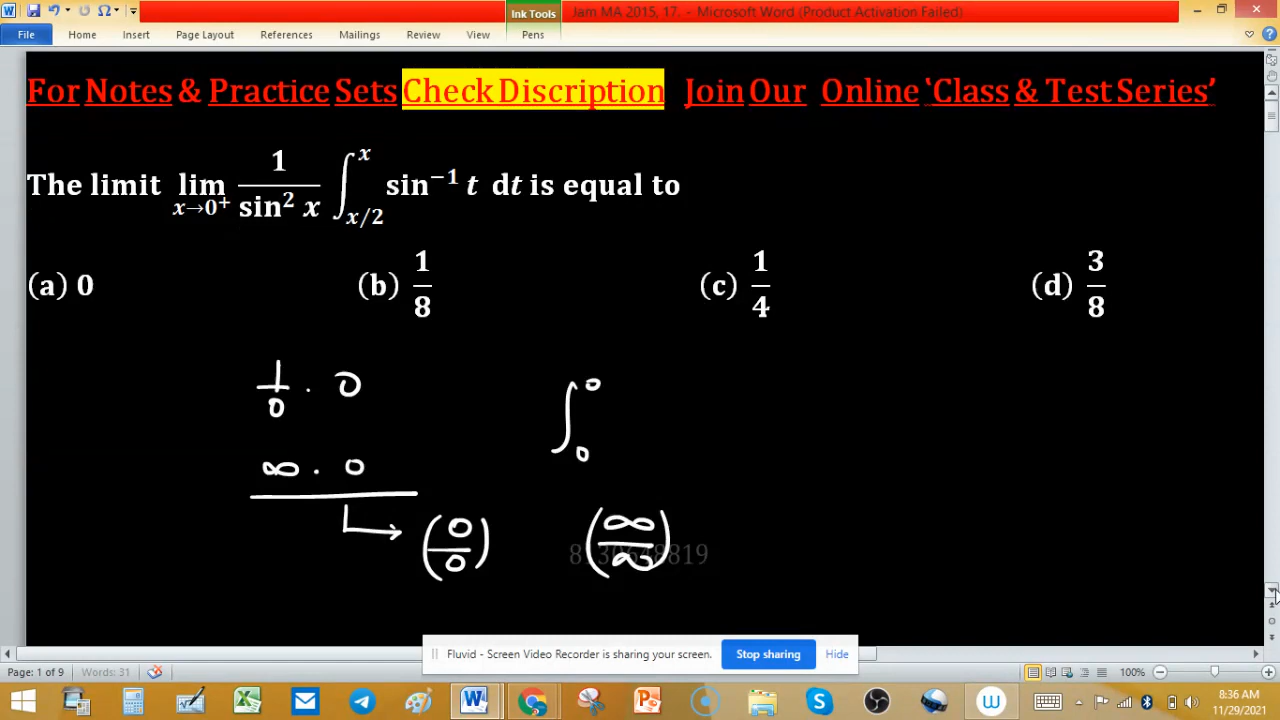 Jam MA 2015, 17. - Microsoft Word (Product Activation Failed)
Ink Tools
File Home Insert Page Layout References Mailings Review View Pens
For Notes & Practice Sets Check Discription Join Our Online 'Class & Test Series'
The limit lim x→0⁺ 1/sin² x ∫_{x/2}^{x} sin⁻¹ t dt is equal to
(a) 0 (b) 1/8 (c) 1/4 (d) 3/8
1/0 . 0 ∫_0^0
∞ . 0
(0/0) (∞/∞)
8130648819
Fluvid - Screen Video Recorder is sharing your screen. Stop sharing Hide
Page: 1 of 9 Words: 31 100%
8:36 AM
11/29/2021